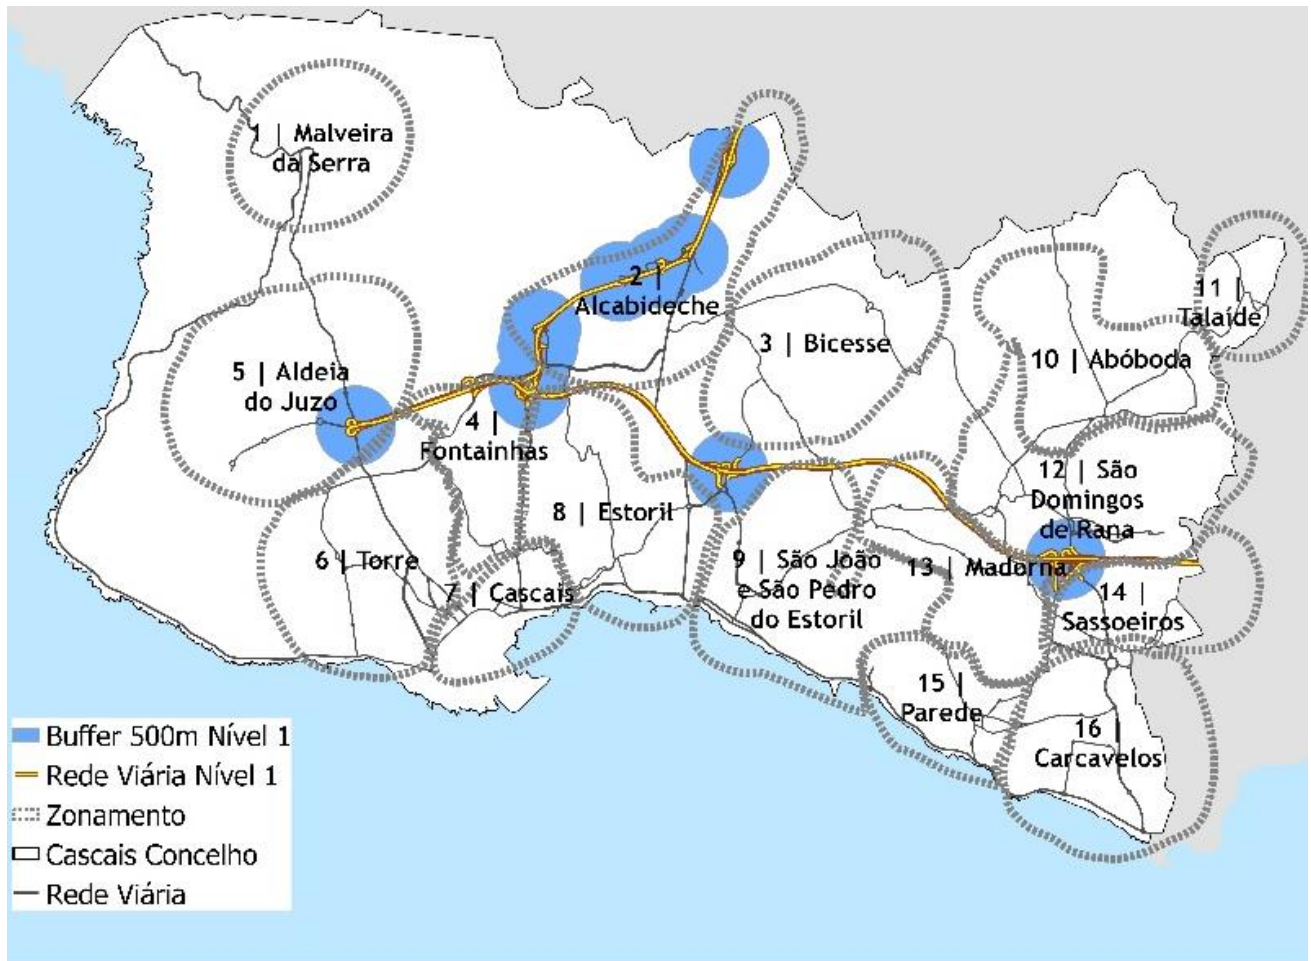 1 | Malveira
da Serra
2 |
Alcabideche
11 |
Talaíde
3 | Bicesse
10 | Abóboda
5 | Aldeia
do Juzo
4 |
Fontainhas
12 | São
Domingos
de Rana
8 | Estoril
6 | Torre
9 | São João
e São Pedro
do Estoril
13 | Madorna
7 | Cascais
14 |
Sassoeiros
15 |
Parede
16 |
Carcavelos
Buffer 500m Nível 1
Rede Viária Nível 1
Zonamento
Cascais Concelho
Rede Viária